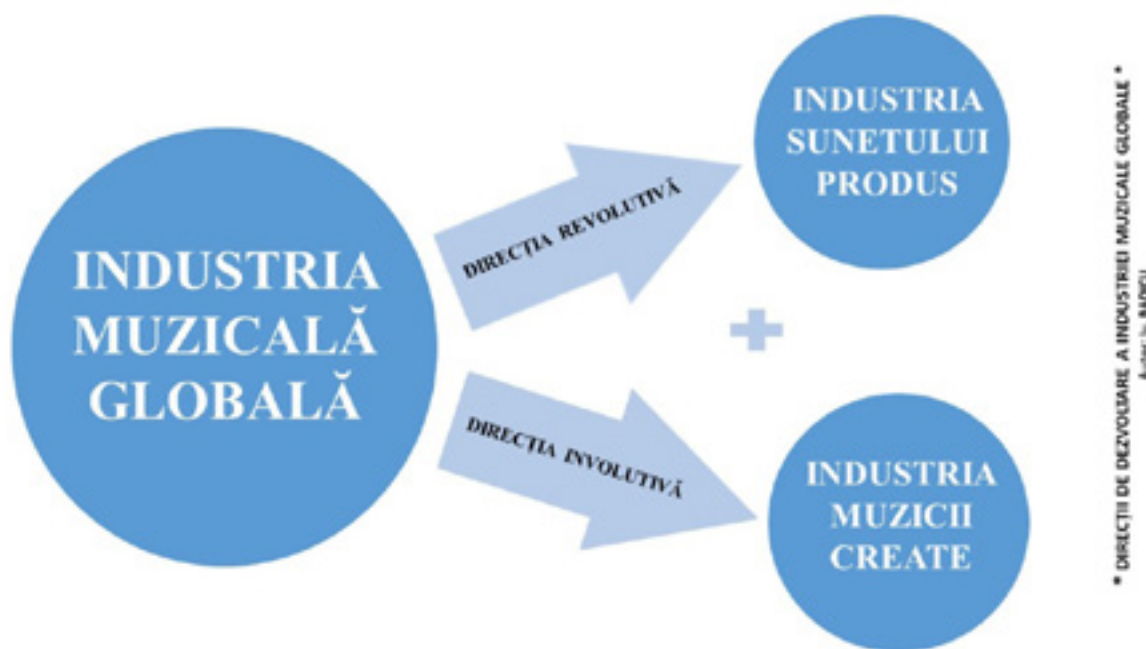 INDUSTRIA
MUZICALĂ
GLOBALĂ
DIRECȚIA REVOLUTIVĂ
DIRECȚIA INVOLUTIVĂ
INDUSTRIA
SUNETULUI
PRODUS
+
INDUSTRIA
MUZICII
CREATE
* DIRECȚII DE DEZVOLTARE A INDUSTRIEI MUZICALE GLOBALE *